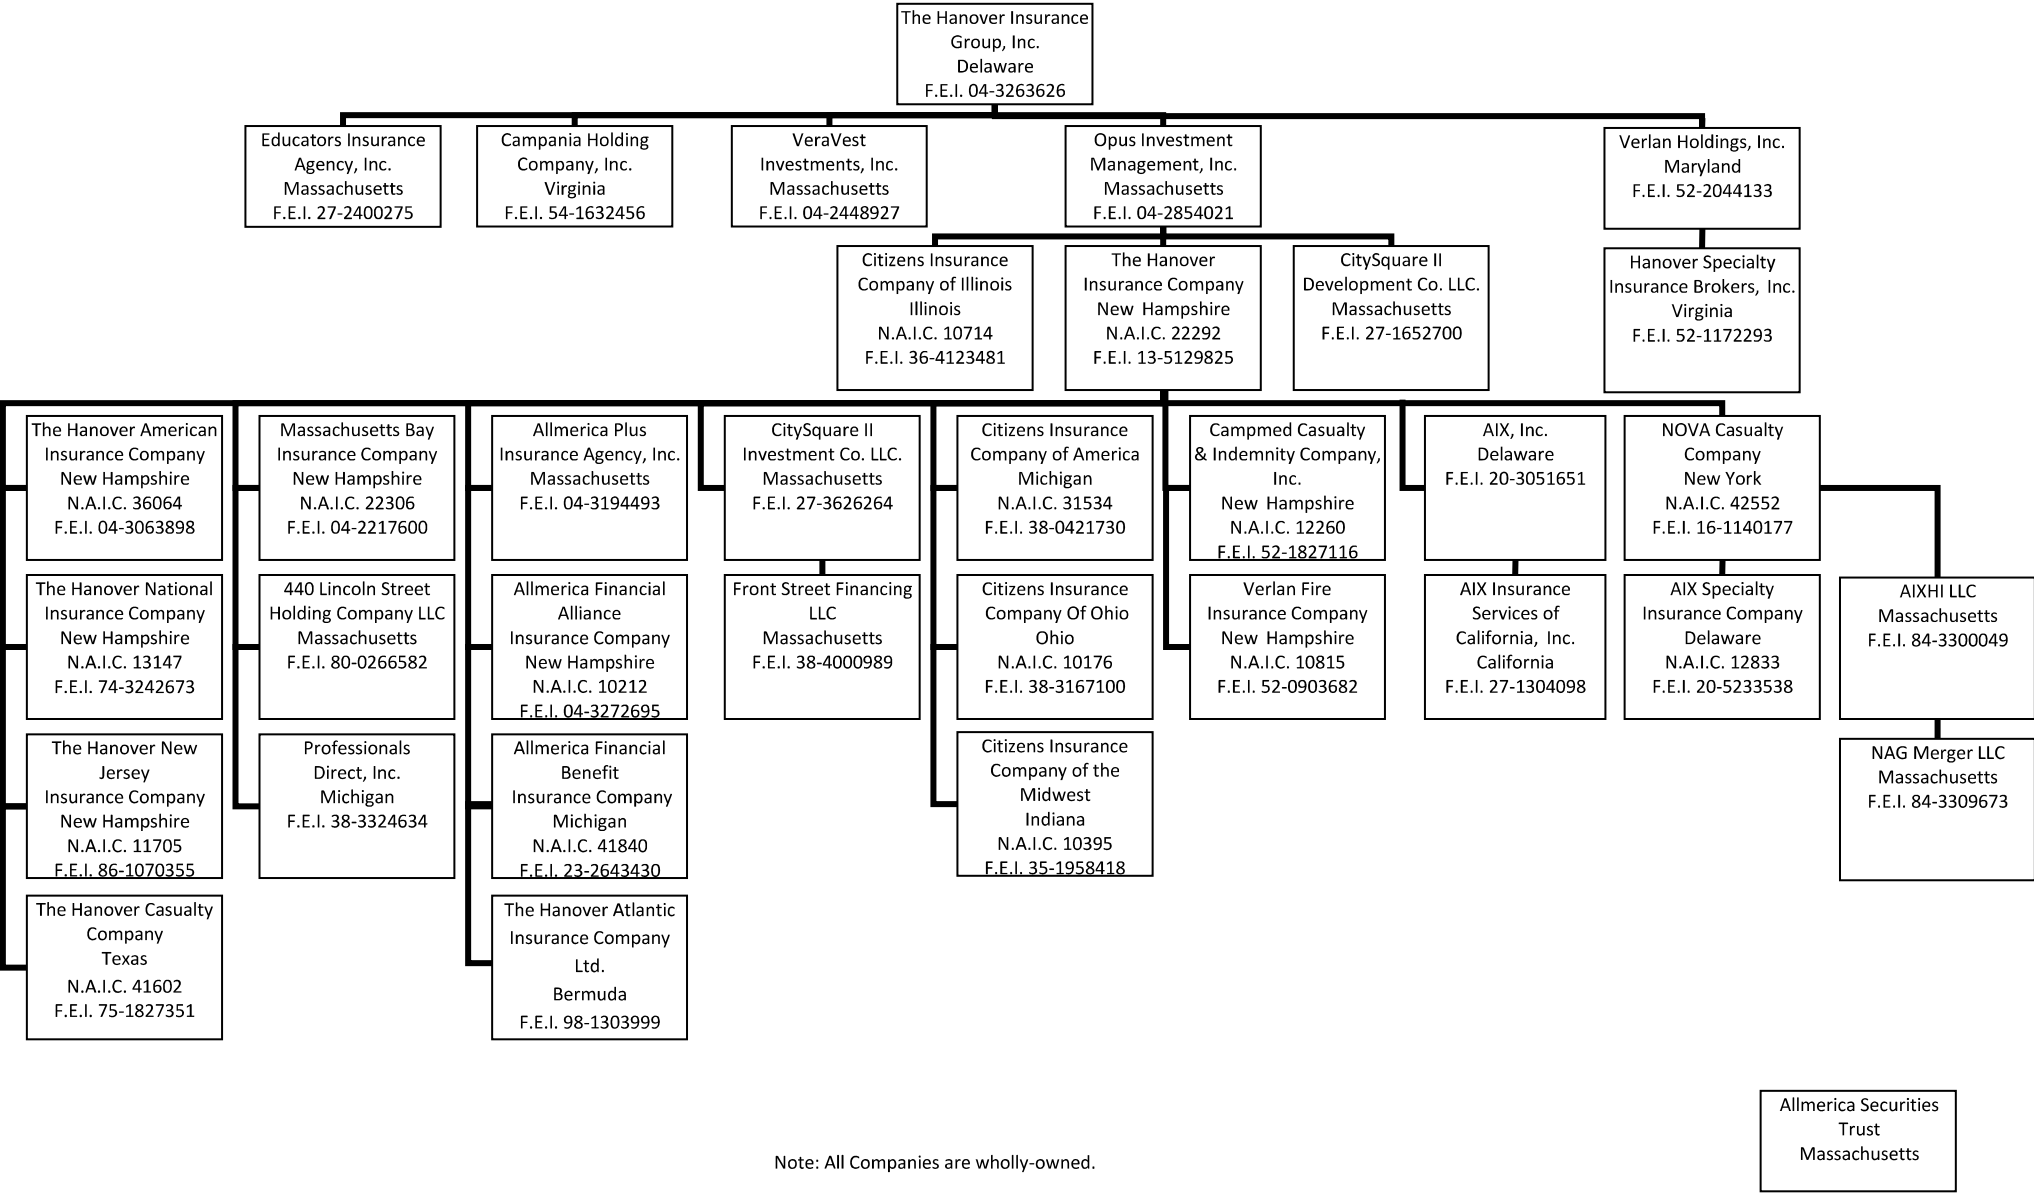 The Hanover Insurance
Group, Inc.
Delaware
F.E.I. 04-3263626
Educators Insurance
Agency, Inc.
Massachusetts
F.E.I. 27-2400275
Campania Holding
Company, Inc.
Virginia
F.E.I. 54-1632456
VeraVest
Investments, Inc.
Massachusetts
F.E.I. 04-2448927
Opus Investment
Management, Inc.
Massachusetts
F.E.I. 04-2854021
Verlan Holdings, Inc.
Maryland
F.E.I. 52-2044133
Citizens Insurance
Company of Illinois
Illinois
N.A.I.C. 10714
F.E.I. 36-4123481
The Hanover
Insurance Company
New Hampshire
N.A.I.C. 22292
F.E.I. 13-5129825
CitySquare II
Development Co. LLC.
Massachusetts
F.E.I. 27-1652700
Hanover Specialty
Insurance Brokers, Inc.
Virginia
F.E.I. 52-1172293
The Hanover American
Insurance Company
New Hampshire
N.A.I.C. 36064
F.E.I. 04-3063898
Massachusetts Bay
Insurance Company
New Hampshire
N.A.I.C. 22306
F.E.I. 04-2217600
Allmerica Plus
Insurance Agency, Inc.
Massachusetts
F.E.I. 04-3194493
CitySquare II
Investment Co. LLC.
Massachusetts
F.E.I. 27-3626264
Citizens Insurance
Company of America
Michigan
N.A.I.C. 31534
F.E.I. 38-0421730
Campmed Casualty
& Indemnity Company,
Inc.
New Hampshire
N.A.I.C. 12260
F.E.I. 52-1827116
AIX, Inc.
Delaware
F.E.I. 20-3051651
NOVA Casualty
Company
New York
N.A.I.C. 42552
F.E.I. 16-1140177
The Hanover National
Insurance Company
New Hampshire
N.A.I.C. 13147
F.E.I. 74-3242673
440 Lincoln Street
Holding Company LLC
Massachusetts
F.E.I. 80-0266582
Allmerica Financial
Alliance
Insurance Company
New Hampshire
N.A.I.C. 10212
F.E.I. 04-3272695
Front Street Financing
LLC
Massachusetts
F.E.I. 38-4000989
Citizens Insurance
Company Of Ohio
Ohio
N.A.I.C. 10176
F.E.I. 38-3167100
Verlan Fire
Insurance Company
New Hampshire
N.A.I.C. 10815
F.E.I. 52-0903682
AIX Insurance
Services of
California, Inc.
California
F.E.I. 27-1304098
AIX Specialty
Insurance Company
Delaware
N.A.I.C. 12833
F.E.I. 20-5233538
AIXHI LLC
Massachusetts
F.E.I. 84-3300049
The Hanover New
Jersey
Insurance Company
New Hampshire
N.A.I.C. 11705
F.E.I. 86-1070355
Professionals
Direct, Inc.
Michigan
F.E.I. 38-3324634
Allmerica Financial
Benefit
Insurance Company
Michigan
N.A.I.C. 41840
F.E.I. 23-2643430
Citizens Insurance
Company of the
Midwest
Indiana
N.A.I.C. 10395
F.E.I. 35-1958418
NAG Merger LLC
Massachusetts
F.E.I. 84-3309673
The Hanover Casualty
Company
Texas
N.A.I.C. 41602
F.E.I. 75-1827351
The Hanover Atlantic
Insurance Company
Ltd.
Bermuda
F.E.I. 98-1303999
Allmerica Securities
Trust
Massachusetts
Note: All Companies are wholly-owned.